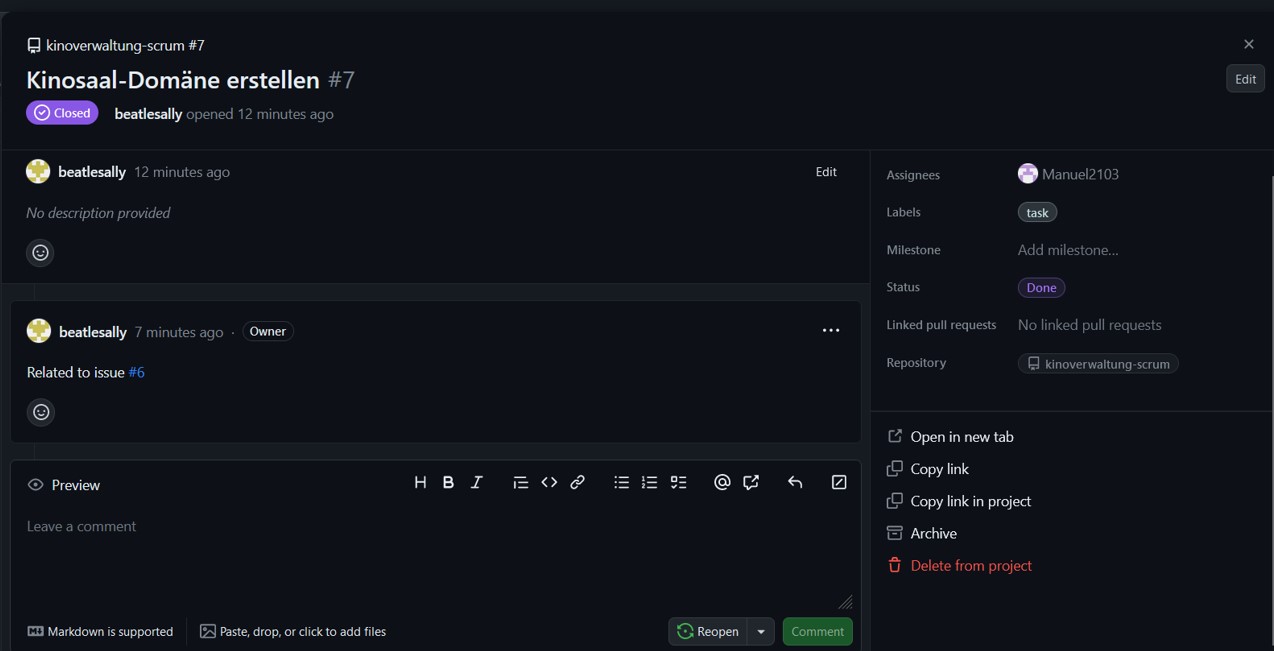 kinoverwaltung-scrum #7
Kinosaal-Domäne erstellen #7
Edit
Closed beatlesally opened 12 minutes ago
beatlesally 12 minutes ago Edit
No description provided
beatlesally 7 minutes ago · Owner
Related to issue #6
Preview
Leave a comment
Markdown is supported
Paste, drop, or click to add files
Reopen
Comment
Assignees Manuel2103
Labels task
Milestone Add milestone...
Status Done
Linked pull requests No linked pull requests
Repository kinoverwaltung-scrum
Open in new tab
Copy link
Copy link in project
Archive
Delete from project